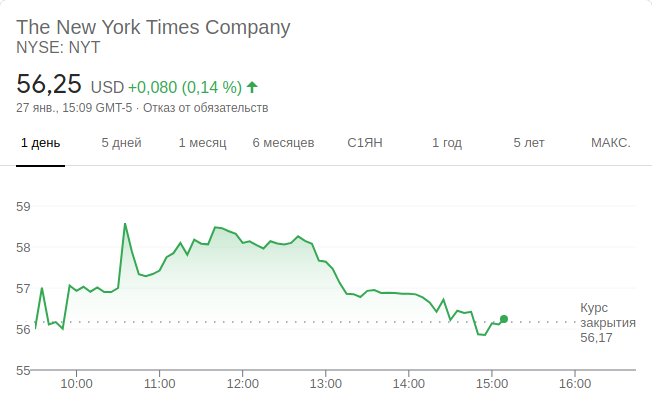 The New York Times Company
NYSE: NYT
56,25 USD +0,080 (0,14 %)
27 янв., 15:09 GMT-5 · Отказ от обязательств
1 день 5 дней 1 месяц 6 месяцев С1ЯН 1 год 5 лет МАКС.
59
58
57
56
55
Курс
закрытия
56,17
10:00 11:00 12:00 13:00 14:00 15:00 16:00